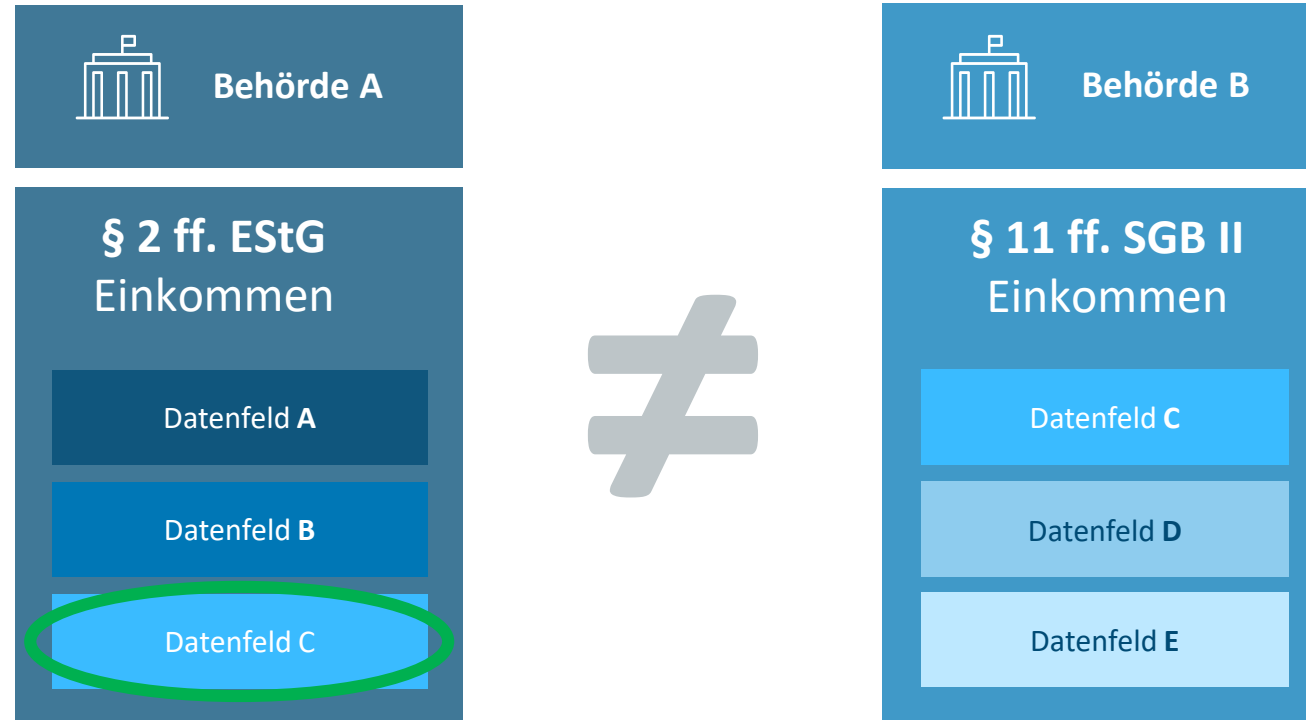 Behörde A
§ 2 ff. EStG
Einkommen
Datenfeld A
Datenfeld B
Datenfeld C
≠
Behörde B
§ 11 ff. SGB II
Einkommen
Datenfeld C
Datenfeld D
Datenfeld E